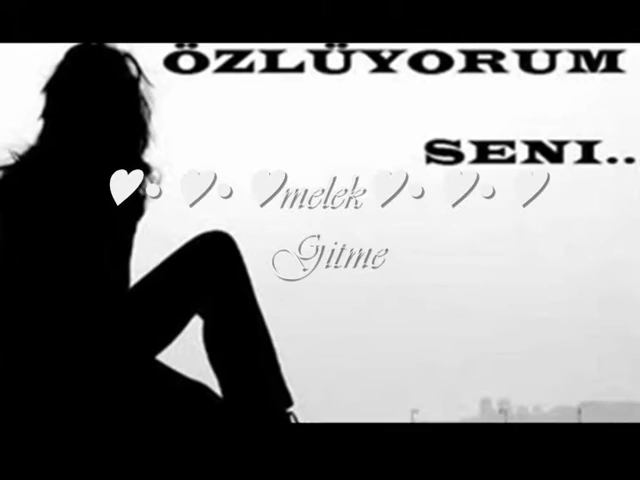 ÖZLÜYORUM
SENI..
♥• ♥• ♥melek♥• ♥• ♥
Gitme